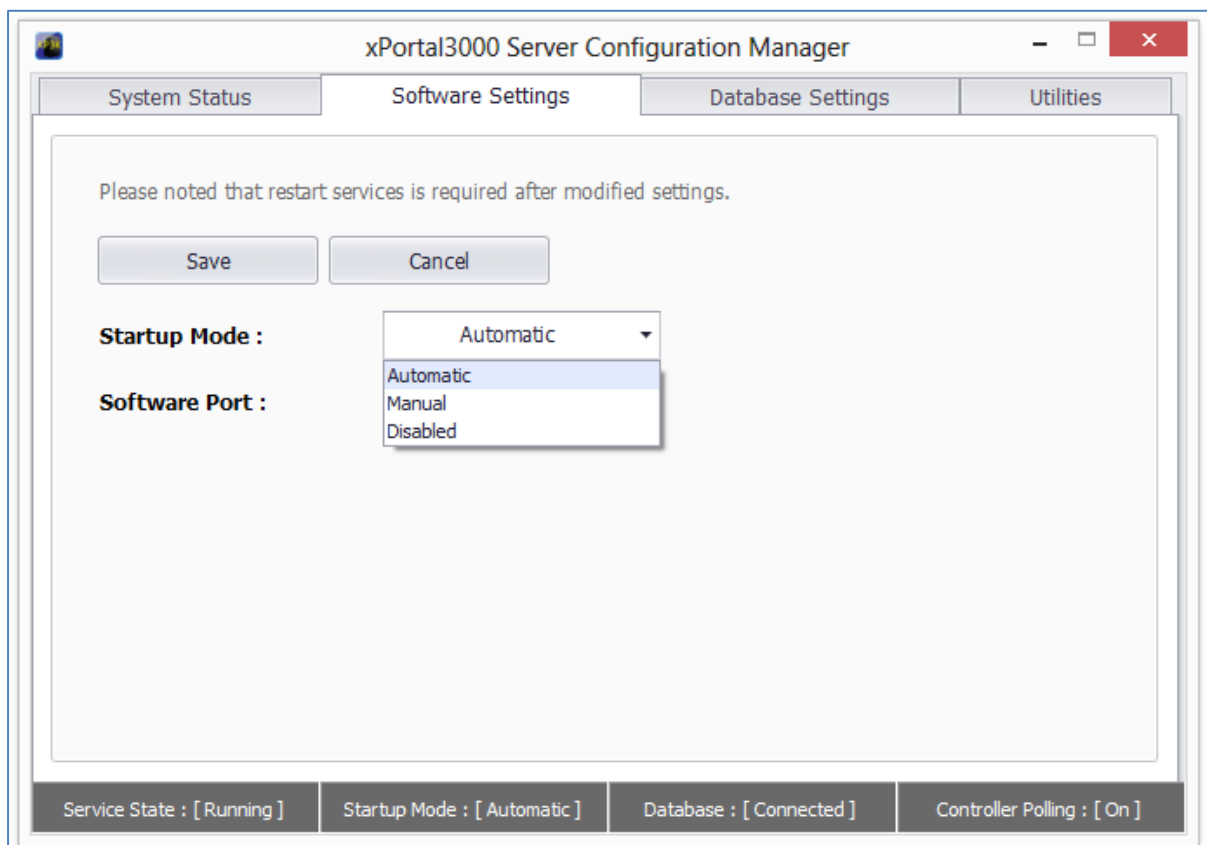 xPortal3000 Server Configuration Manager
System Status Software Settings Database Settings Utilities
Please noted that restart services is required after modified settings.
Save Cancel
Startup Mode : Automatic
Automatic
Software Port :
Manual
Disabled
Service State : [ Running ] Startup Mode : [ Automatic ] Database : [ Connected ] Controller Polling : [ On ]